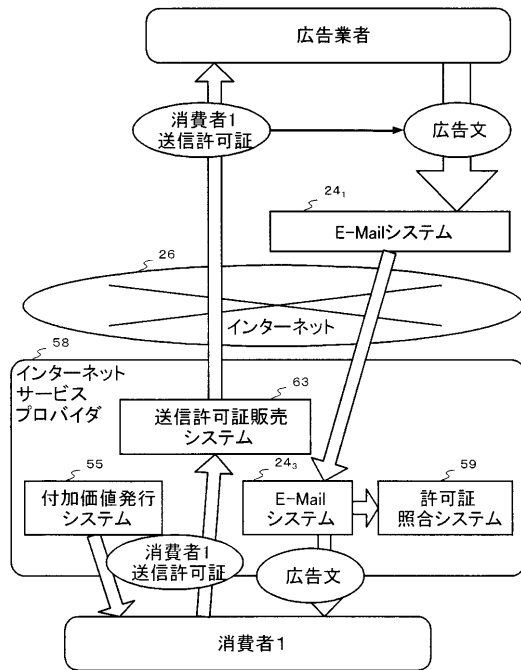 広告業者
消費者1
送信許可証
広告文
24₁
E-Mailシステム
26
インターネット
58
インターネット
サービス
プロバイダ
63
送信許可証販売
システム
55
付加価値発行
システム
24₃
E-Mail
システム
59
許可証
照合システム
消費者1
送信許可証
広告文
消費者1